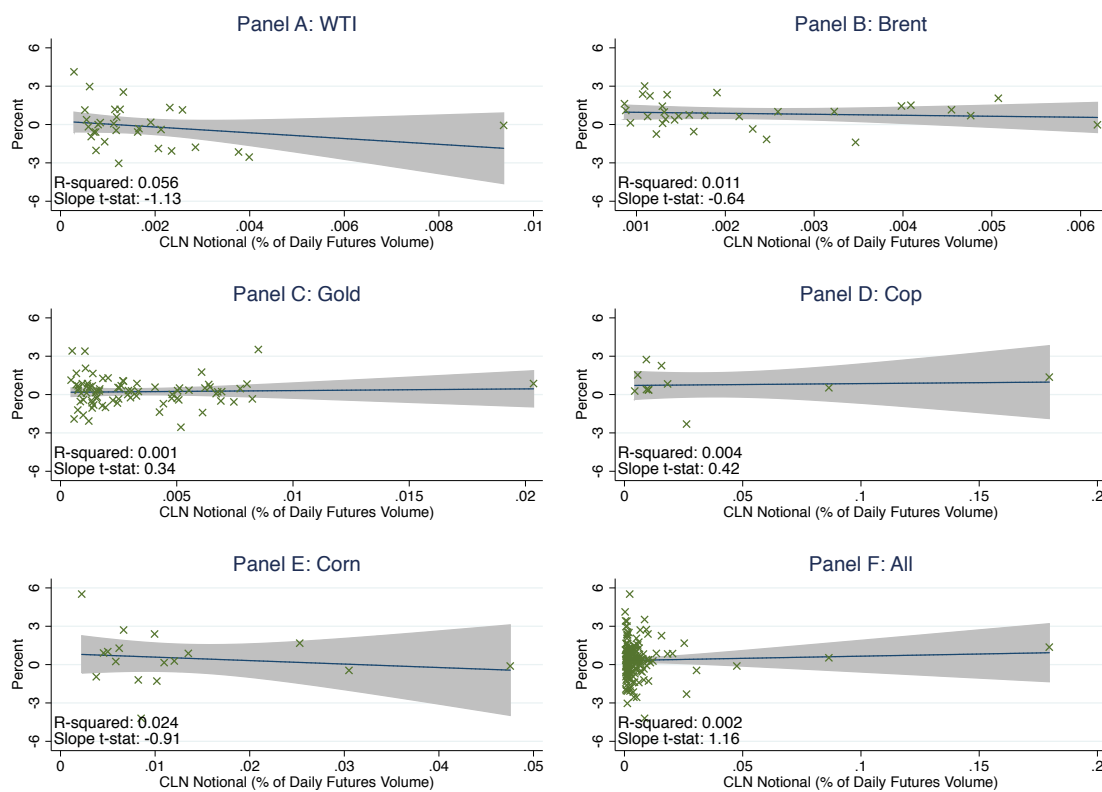 Panel A: WTI
Percent
6
3
0
-3
-6
R-squared: 0.056
Slope t-stat: -1.13
0 .002 .004 .006 .008 .01
CLN Notional (% of Daily Futures Volume)
Panel B: Brent
Percent
6
3
0
-3
-6
R-squared: 0.011
Slope t-stat: -0.64
.001 .002 .003 .004 .005 .006
CLN Notional (% of Daily Futures Volume)
Panel C: Gold
Percent
6
3
0
-3
-6
R-squared: 0.001
Slope t-stat: 0.34
0 .005 .01 .015 .02
CLN Notional (% of Daily Futures Volume)
Panel D: Cop
Percent
6
3
0
-3
-6
R-squared: 0.004
Slope t-stat: 0.42
0 .05 .1 .15 .2
CLN Notional (% of Daily Futures Volume)
Panel E: Corn
Percent
6
3
0
-3
-6
R-squared: 0.024
Slope t-stat: -0.91
0 .01 .02 .03 .04 .05
CLN Notional (% of Daily Futures Volume)
Panel F: All
Percent
6
3
0
-3
-6
R-squared: 0.002
Slope t-stat: 1.16
0 .05 .1 .15 .2
CLN Notional (% of Daily Futures Volume)